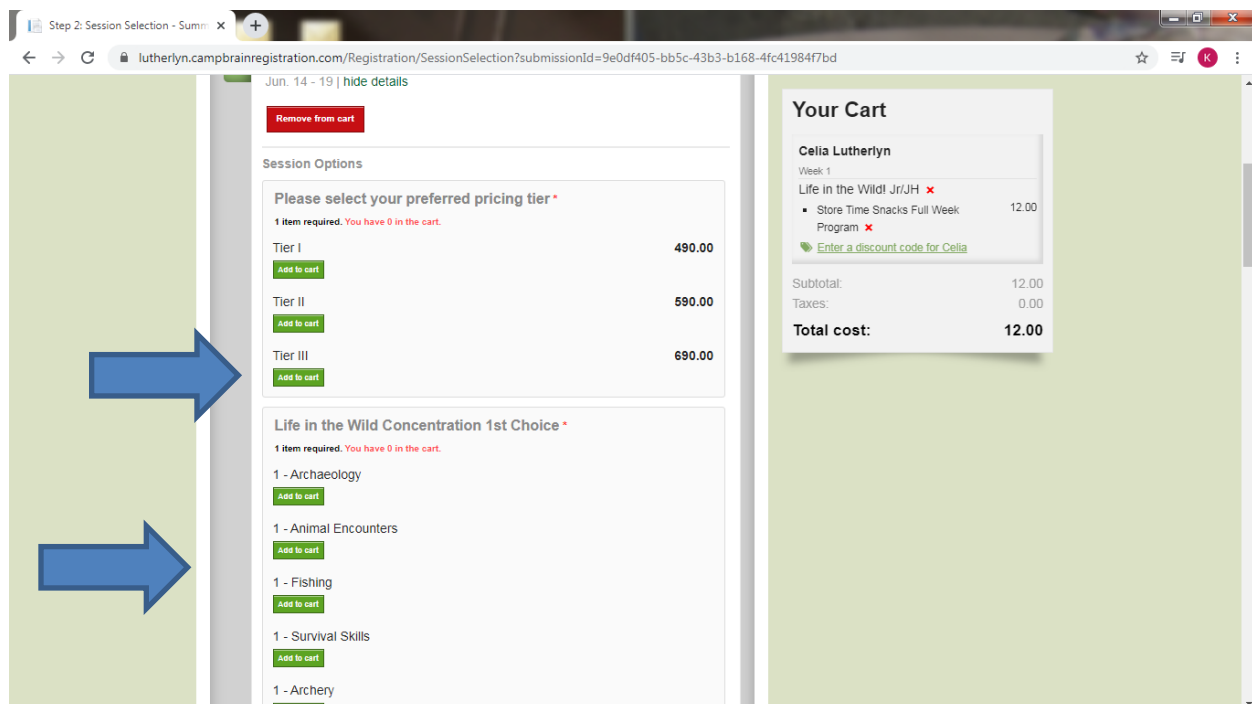 Step 2: Session Selection - Summ
lutherlyn.campbrainregistration.com/Registration/SessionSelection?submissionId=9e0df405-bb5c-43b3-b168-4fc41984f7bd
K
Jun. 14 - 19 | hide details
Remove from cart
Session Options
Please select your preferred pricing tier *
1 item required. You have 0 in the cart.
Tier I 490.00
Add to cart
Tier II 590.00
Add to cart
Tier III 690.00
Add to cart
Life in the Wild Concentration 1st Choice *
1 item required. You have 0 in the cart.
1 - Archaeology
Add to cart
1 - Animal Encounters
Add to cart
1 - Fishing
Add to cart
1 - Survival Skills
Add to cart
1 - Archery
Your Cart
Celia Lutherlyn
Week 1
Life in the Wild! Jr/JH
Store Time Snacks Full Week 12.00
Program
Enter a discount code for Celia
Subtotal: 12.00
Taxes: 0.00
Total cost: 12.00